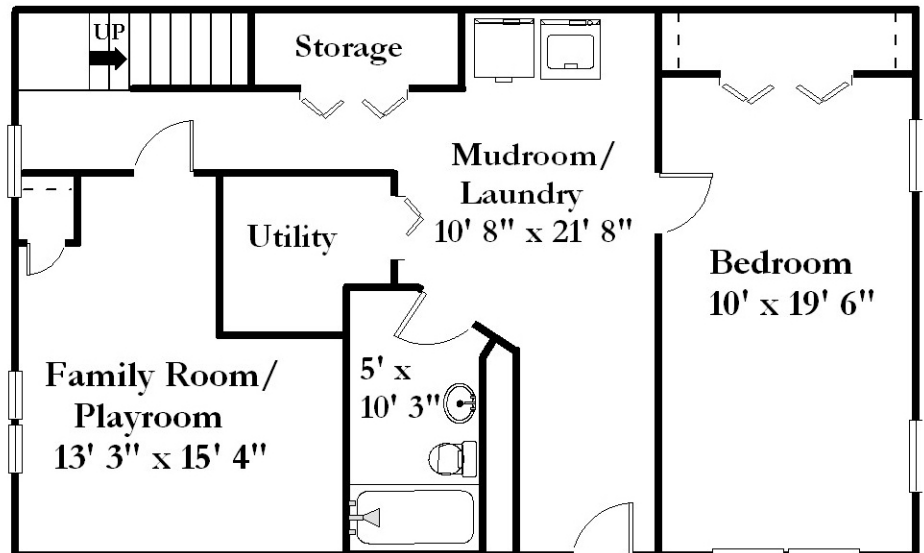 UP
Storage
Mudroom/
Laundry
10' 8" x 21' 8"
Utility
Bedroom
10' x 19' 6"
Family Room/
Playroom
13' 3" x 15' 4"
5' x
10' 3"